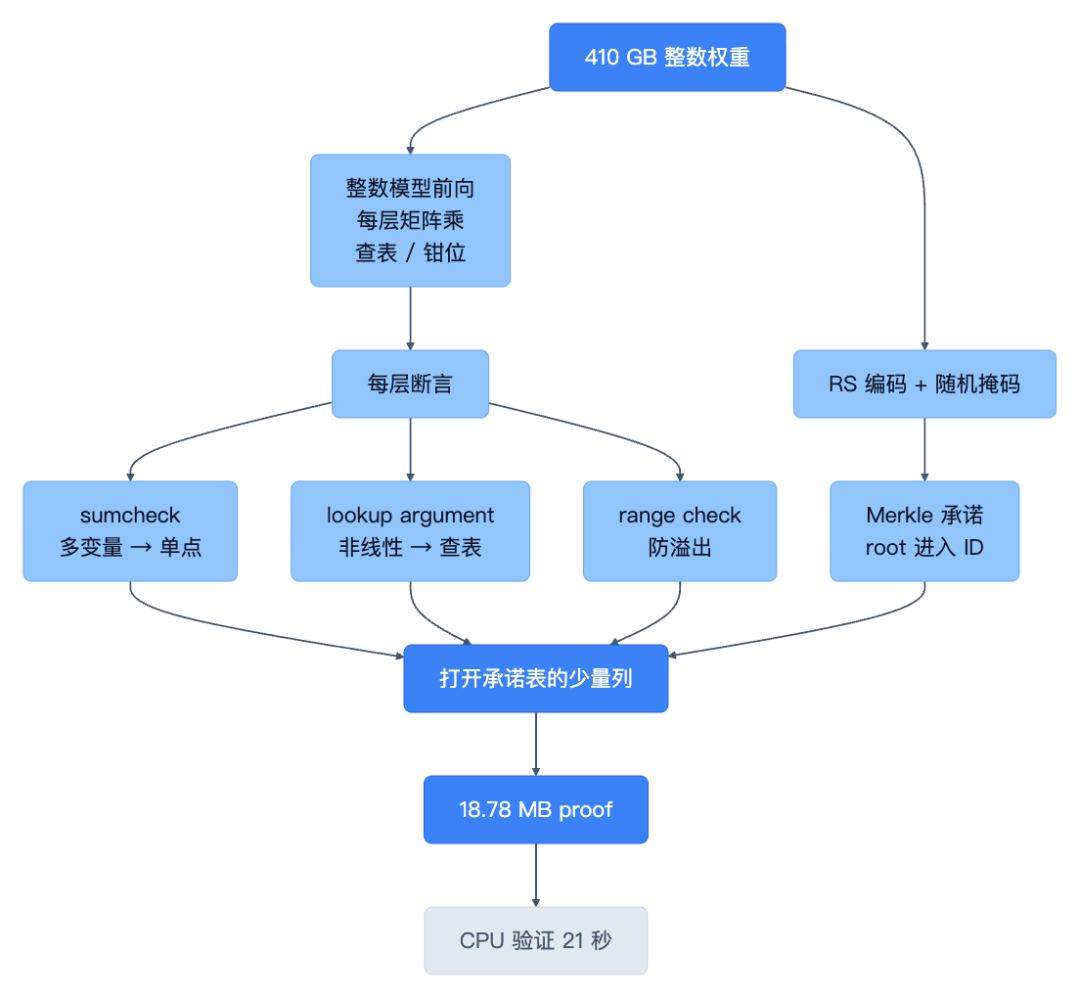 410 GB 整数权重
整数模型前向
每层矩阵乘
查表 / 钳位
每层断言
RS 编码 + 随机掩码
sumcheck
多变量 → 单点
lookup argument
非线性 → 查表
range check
防溢出
Merkle 承诺
root 进入 ID
打开承诺表的少量列
18.78 MB proof
CPU 验证 21 秒